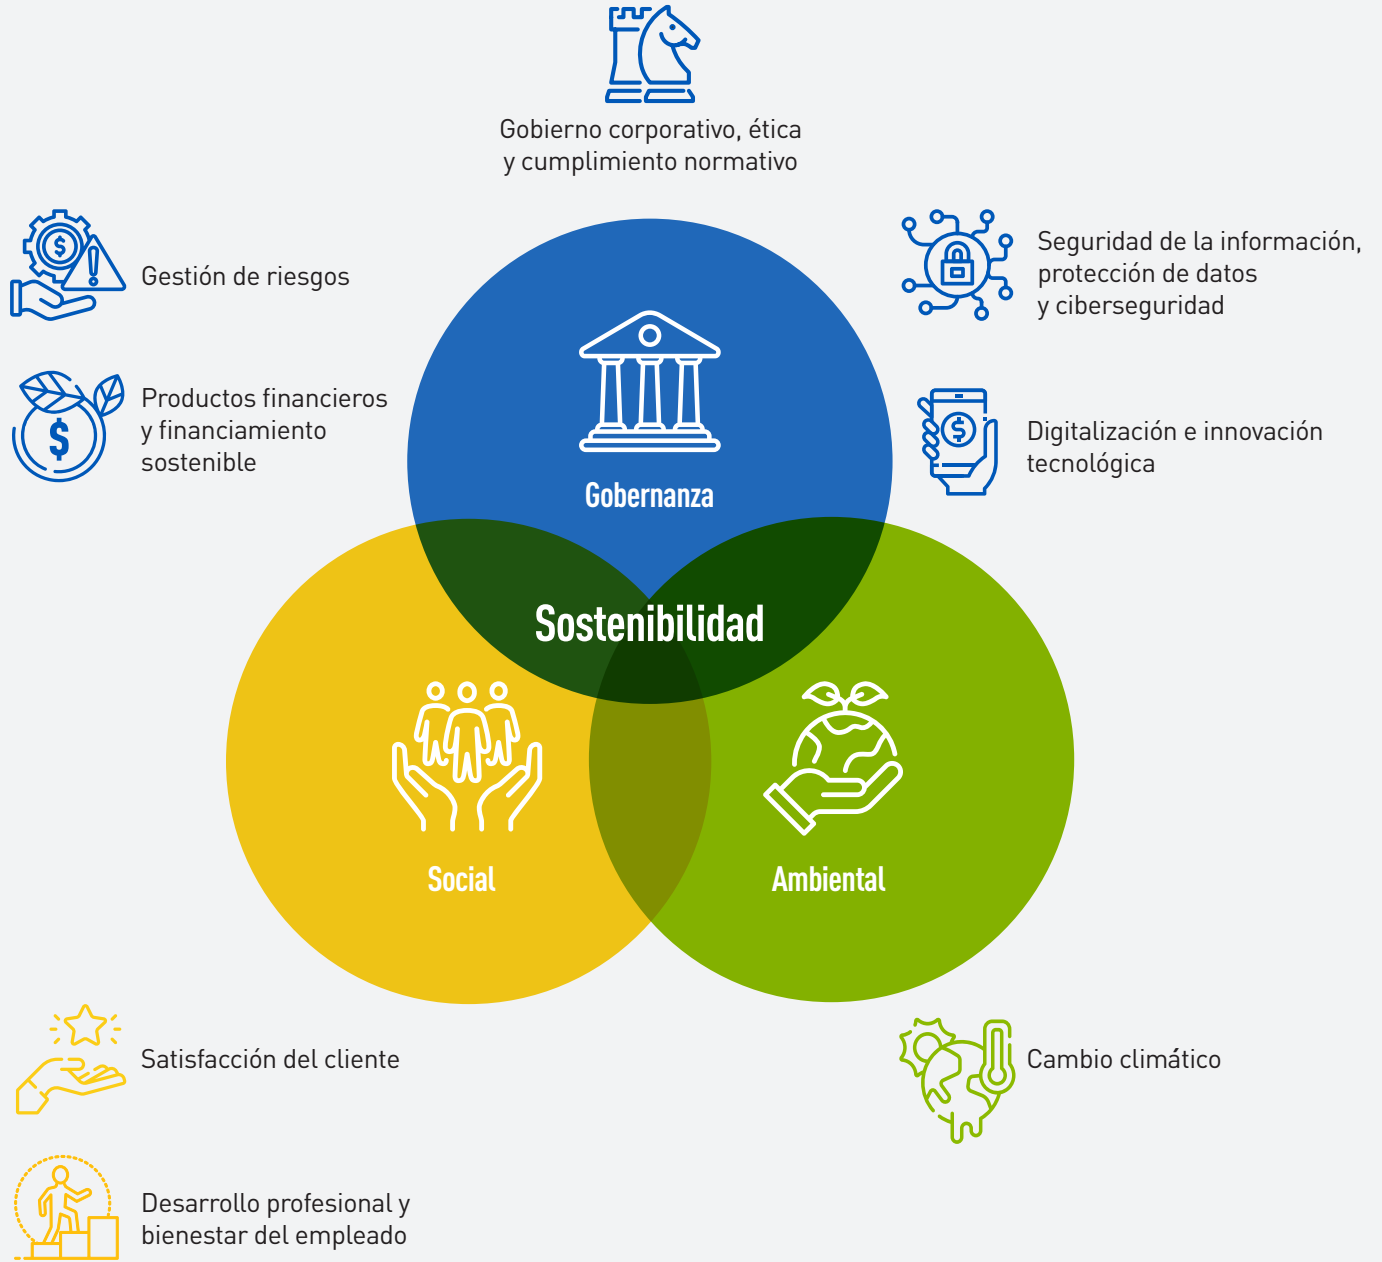 Gobierno corporativo, ética
y cumplimiento normativo
Gestión de riesgos
Seguridad de la información,
protección de datos
y ciberseguridad
Productos financieros
y financiamiento
sostenible
Digitalización e innovación
tecnológica
Gobernanza
Sostenibilidad
Social
Ambiental
Satisfacción del cliente
Cambio climático
Desarrollo profesional y
bienestar del empleado